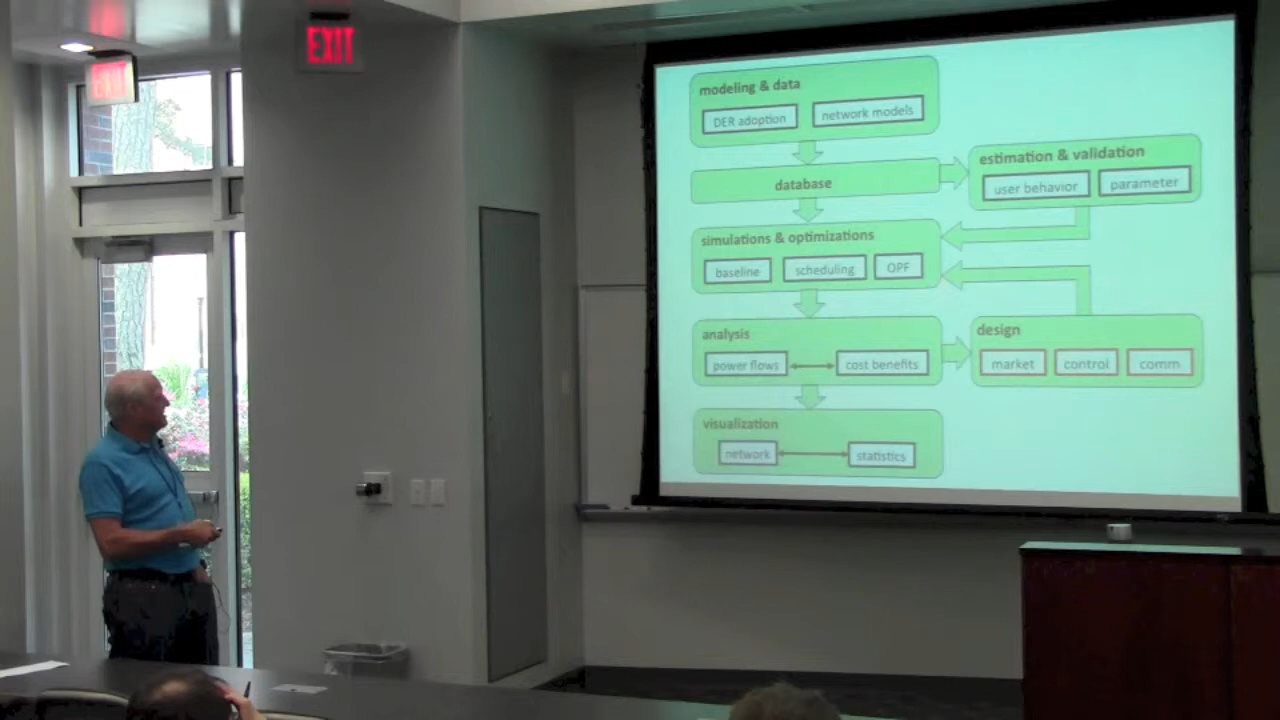 EXIT
EXIT
modeling & data
DER adoption
network models
database
estimation & validation
user behavior
parameter
simulations & optimizations
baseline
scheduling
OPF
analysis
power flows
cost benefits
design
market
control
comm
visualization
network
statistics